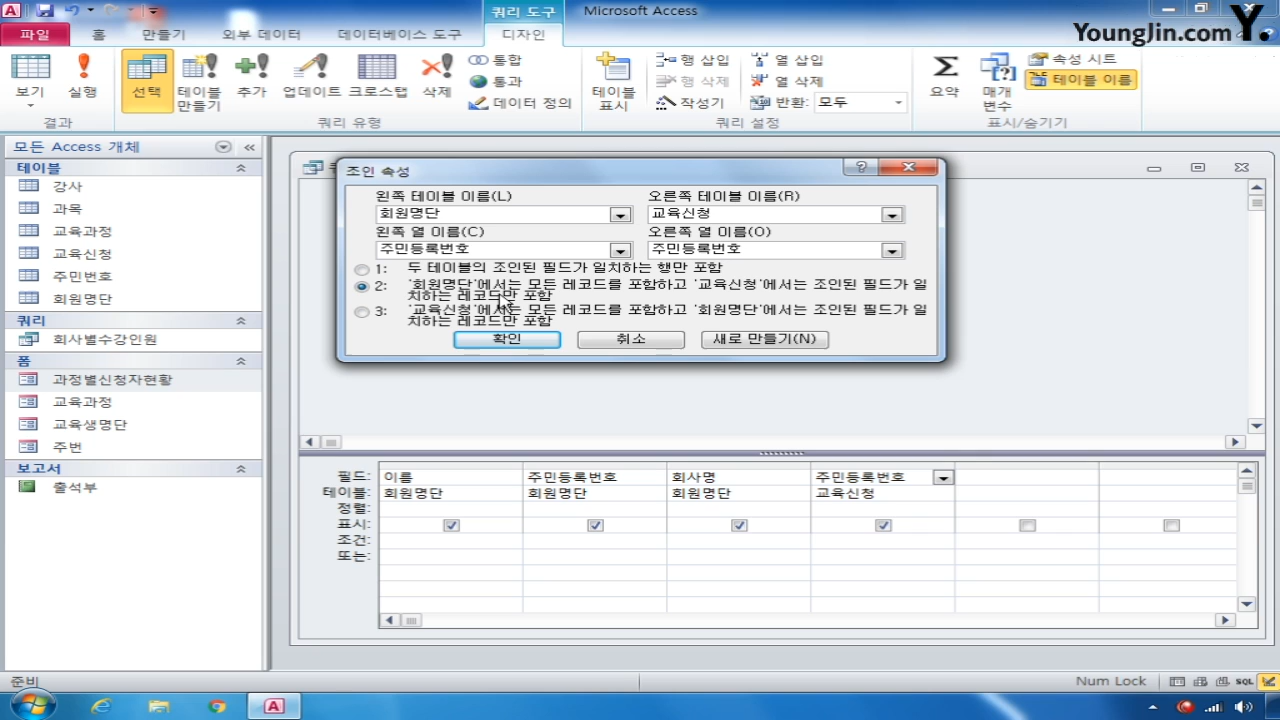 쿼리 도구
Microsoft Access
YoungJin.com Y.
파일
홈
만들기
외부 데이터
데이터베이스 도구
디자인
보기
실행
선택
테이블
만들기
추가
업데이트
크로스탭
삭제
통합
통과
데이터 정의
테이블
표시
행 삽입
행 삭제
작성기
열 삽입
열 삭제
반환: 모두
요약
매개
변수
속성 시트
테이블 이름
결과
쿼리 유형
쿼리 설정
표시/숨기기
모든 Access 개체
테이블
강사
과목
교육과정
교육신청
주민번호
회원명단
쿼리
회사별수강인원
폼
과정별신청자현황
교육과정
교육생명단
주번
보고서
출석부
조인 속성
왼쪽 테이블 이름(L)
오른쪽 테이블 이름(R)
회원명단
교육신청
왼쪽 열 이름(C)
오른쪽 열 이름(O)
주민등록번호
주민등록번호
1: 두 테이블의 조인된 필드가 일치하는 행만 포함
2: '회원명단'에서는 모든 레코드를 포함하고 '교육신청'에서는 조인된 필드가 일
치하는 레코드만 포함
3: '교육신청'에서는 모든 레코드를 포함하고 '회원명단'에서는 조인된 필드가 일
치하는 레코드만 포함
확인
취소
새로 만들기(N)
필드: 이름 주민등록번호 회사명 주민등록번호
테이블: 회원명단 회원명단 회원명단 교육신청
정렬:
표시:
조건:
또는:
준비
Num Lock
SQL